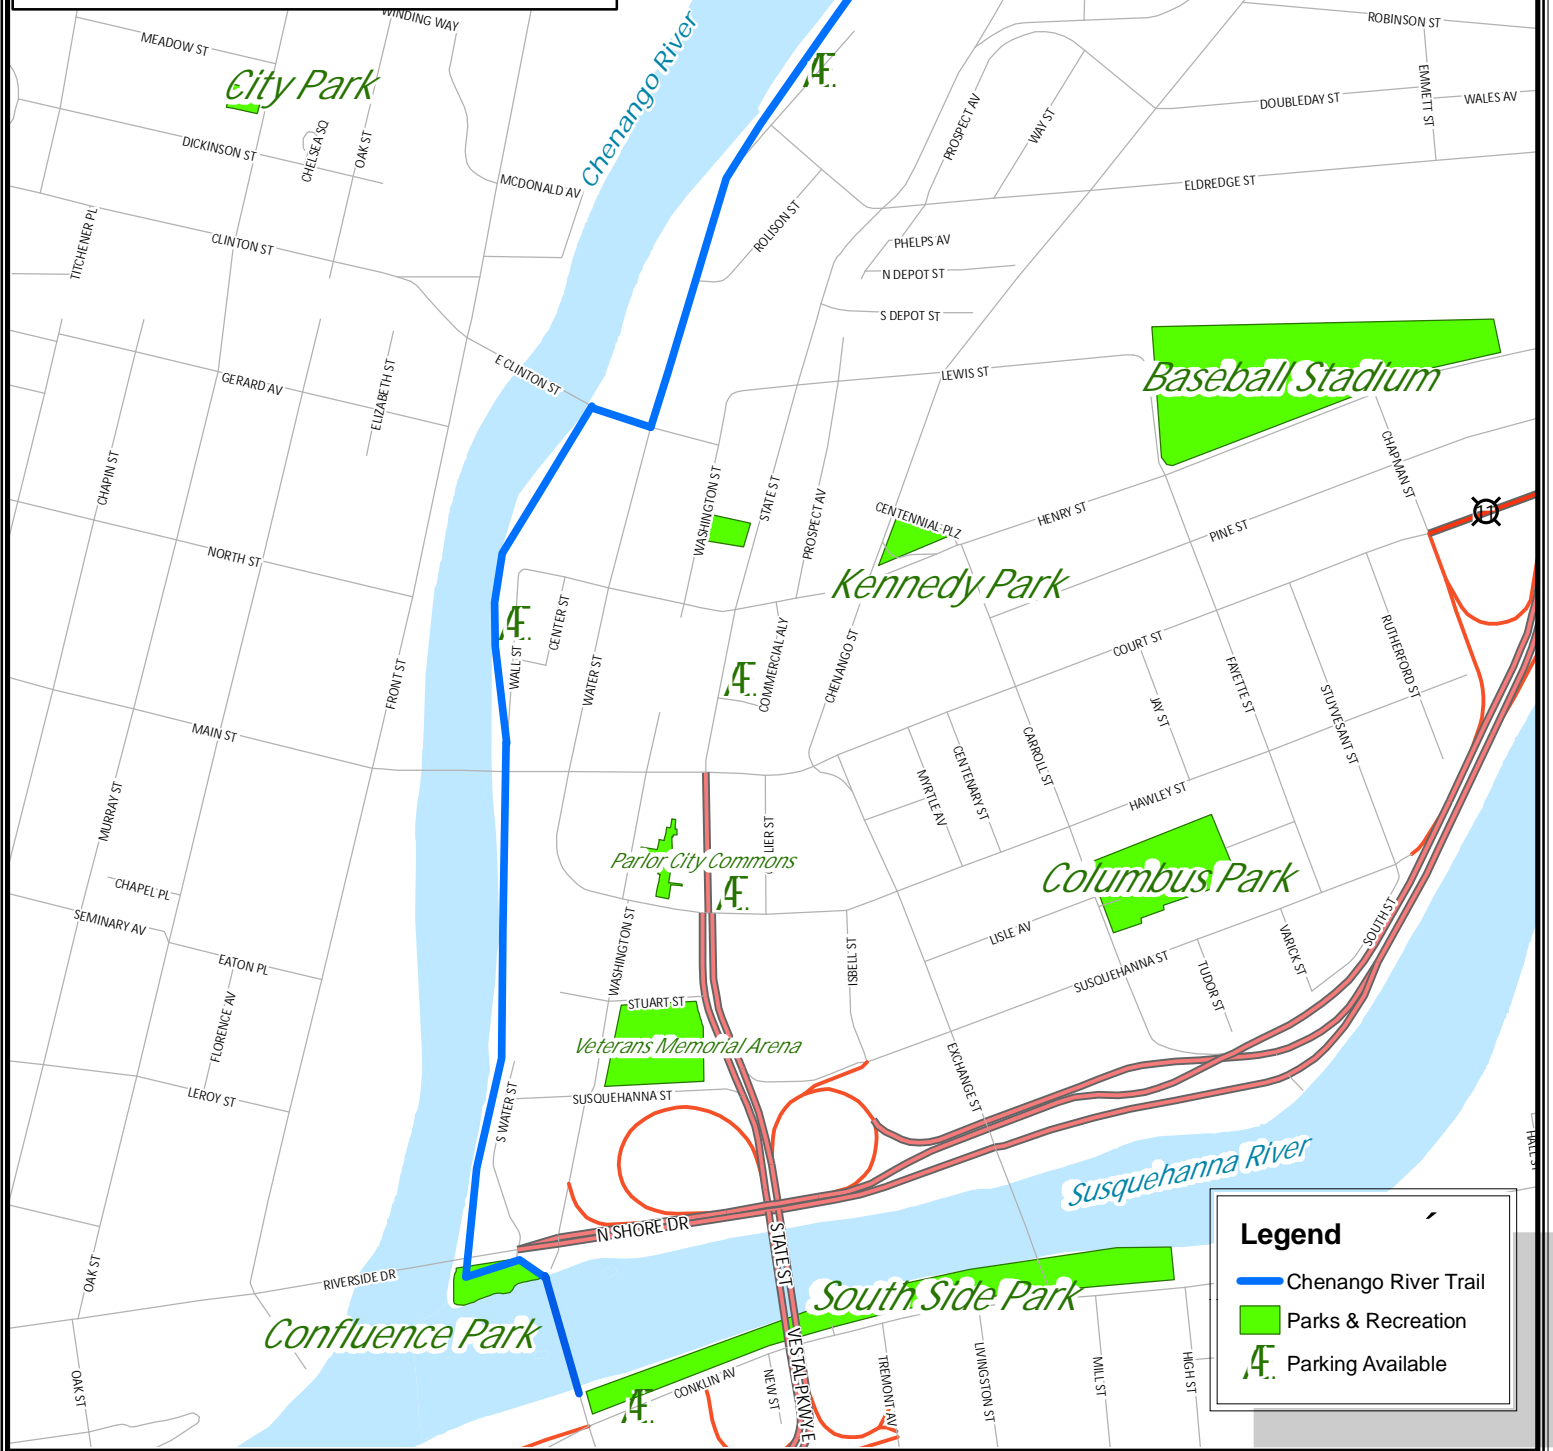 WINDING WAY
ROBINSON ST
MEADOW ST
City Park
Chenango River
Æ.
DOUBLEDAY ST
EMMETT ST
WALES AV
PROSPECT AV
WAY ST
DICKINSON ST
CHELSEA SQ
OAK ST
MCDONALD AV
ELDREDGE ST
TITCHENER PL
CLINTON ST
ROLISON ST
PHELPS AV
N DEPOT ST
S DEPOT ST
E CLINTON ST
LEWIS ST
Baseball Stadium
GERARD AV
ELIZABETH ST
CHAPIN ST
WASHINGTON ST
STATE ST
PROSPECT AV
CENTENNIAL PLZ
HENRY ST
PINE ST
CHAPMAN ST
11
NORTH ST
Kennedy Park
Æ.
CENTER ST
WALL ST
WATER ST
FRONT ST
Æ.
COMMERCIAL ALY
CHENANGO ST
COURT ST
JAY ST
FAYETTE ST
STUYVESANT ST
RUTHERFORD ST
MAIN ST
MURRAY ST
MYRTLE AV
CENTENARY ST
CARROLL ST
HAWLEY ST
LIER ST
Parlor City Commons
Æ.
Columbus Park
CHAPEL PL
SEMINARY AV
EATON PL
FLORENCE AV
LEROY ST
WASHINGTON ST
ISBELL ST
LISLE AV
SUSQUEHANNA ST
TUDOR ST
VARICK ST
SOUTH ST
STUART ST
Veterans Memorial Arena
SUSQUEHANNA ST
S WATER ST
EXCHANGE ST
Susquehanna River
HALL S
N SHORE DR
STATE ST
RIVERSIDE DR
OAK ST
Confluence Park
South Side Park
VESTAL PKWY E
CONKLIN AV
Æ.
NEW ST
TREMONT AV
LIVINGSTON ST
MILL ST
HIGH ST
OAK ST
Legend
Chenango River Trail
Parks & Recreation
Æ.
Parking Available